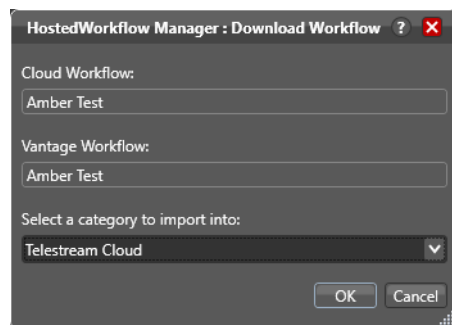 HostedWorkflow Manager : Download Workflow ?
Cloud Workflow:
Amber Test
Vantage Workflow:
Amber Test
Select a category to import into:
Telestream Cloud
OK Cancel